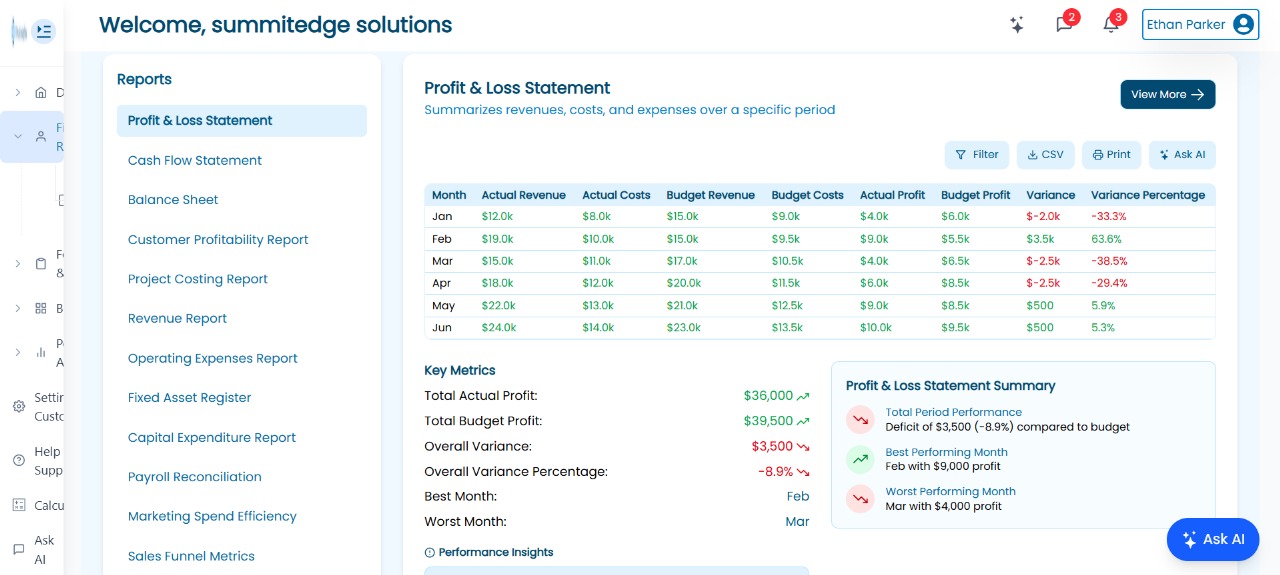 Welcome, summitedge solutions
2
3
Ethan Parker
Reports
Profit & Loss Statement
Cash Flow Statement
Balance Sheet
Customer Profitability Report
Project Costing Report
Revenue Report
Operating Expenses Report
Fixed Asset Register
Capital Expenditure Report
Payroll Reconciliation
Marketing Spend Efficiency
Sales Funnel Metrics
Help
Ask
AI
Profit & Loss Statement
Summarizes revenues, costs, and expenses over a specific period
View More
Filter CSV Print Ask AI
Month Actual Revenue Actual Costs Budget Revenue Budget Costs Actual Profit Budget Profit Variance Variance Percentage
Jan $12.0k $8.0k $15.0k $9.0k $4.0k $6.0k $-2.0k -33.3%
Feb $19.0k $10.0k $15.0k $9.5k $9.0k $5.5k $3.5k 63.6%
Mar $15.0k $11.0k $17.0k $10.5k $4.0k $6.5k $-2.5k -38.5%
Apr $18.0k $12.0k $20.0k $11.5k $6.0k $8.5k $-2.5k -29.4%
May $22.0k $13.0k $21.0k $12.5k $9.0k $8.5k $500 5.9%
Jun $24.0k $14.0k $23.0k $13.5k $10.0k $9.5k $500 5.3%
Key Metrics
Total Actual Profit: $36,000
Total Budget Profit: $39,500
Overall Variance: $3,500
Overall Variance Percentage: -8.9%
Best Month: Feb
Worst Month: Mar
Performance Insights
Profit & Loss Statement Summary
Total Period Performance
Deficit of $3,500 (-8.9%) compared to budget
Best Performing Month
Feb with $9,000 profit
Worst Performing Month
Mar with $4,000 profit
Ask AI